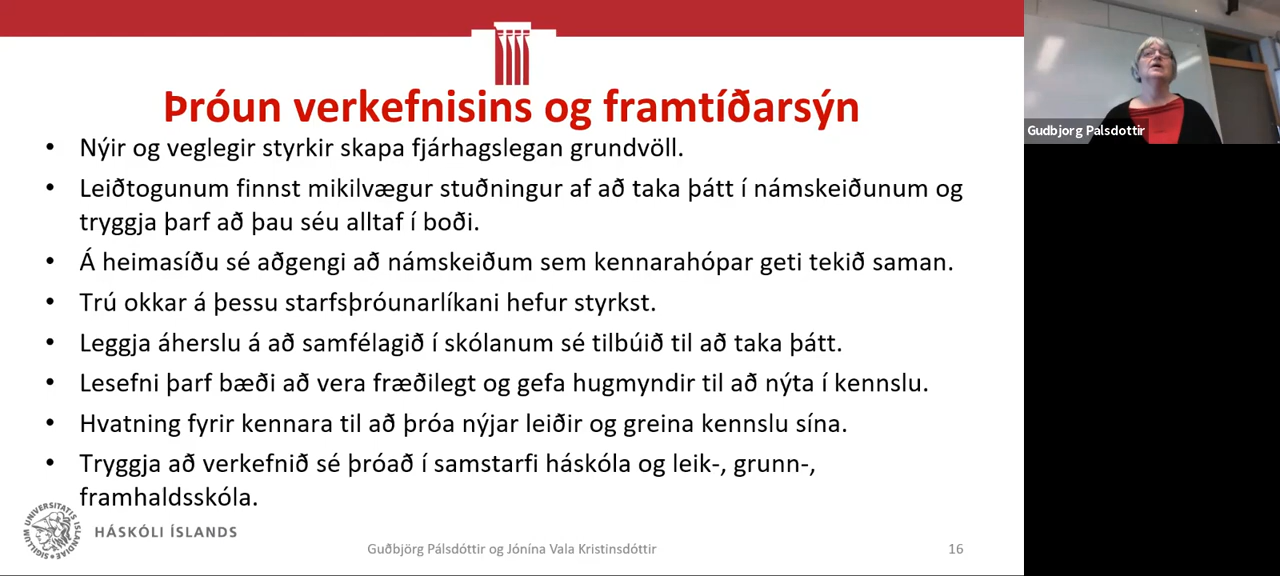 Þróun verkefnisins og framtíðarsýn
• Nýir og veglegir styrkir skapa fjárhagslegan grundvöll.
• Leiðtogunum finnst mikilvægur stuðningur af að taka þátt í námskeiðunum og
tryggja þarf að þau séu alltaf í boði.
• Á heimasíðu sé aðgengi að námskeiðum sem kennarahópar geti tekið saman.
• Trú okkar á þessu starfsþróunarlíkani hefur styrkst.
• Leggja áherslu á að samfélagið í skólanum sé tilbúið til að taka þátt.
• Lesefni þarf bæði að vera fræðilegt og gefa hugmyndir til að nýta í kennslu.
• Hvatning fyrir kennara til að þróa nýjar leiðir og greina kennslu sína.
• Tryggja að verkefnið sé þróað í samstarfi háskóla og leik-, grunn-,
framhaldsskóla.
HÁSKÓLI ÍSLANDS
Guðbjörg Pálsdóttir og Jónína Vala Kristinsdóttir
16
Gudbjorg Palsdottir